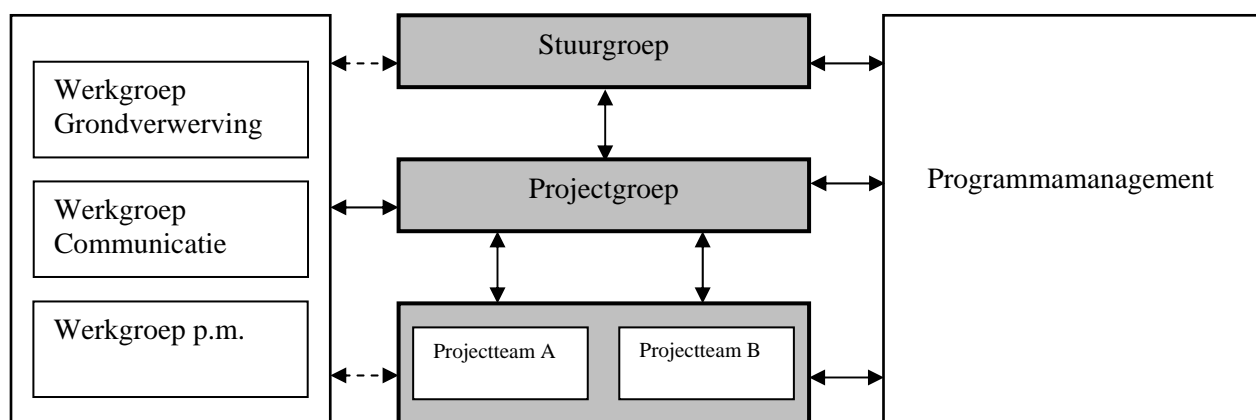 Werkgroep
Grondverwerving
Werkgroep
Communicatie
Werkgroep p.m.
Stuurgroep
Projectgroep
Projectteam A
Projectteam B
Programmamanagement